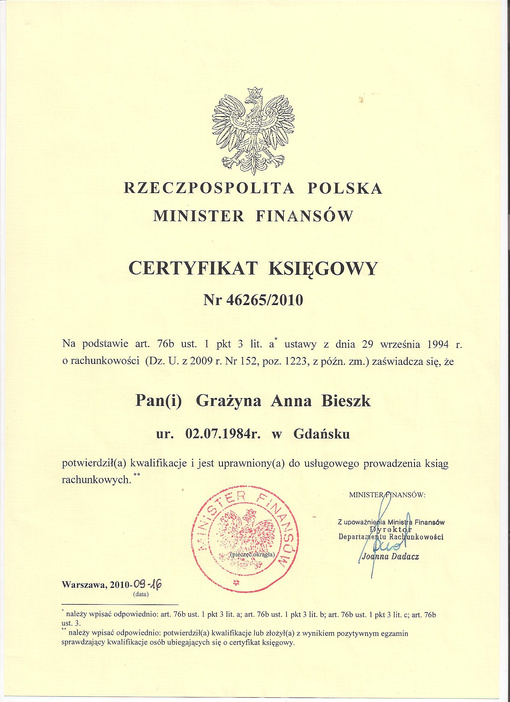 RZECZPOSPOLITA POLSKA
MINISTER FINANSÓW
CERTYFIKAT KSIĘGOWY
Nr 46265/2010
Na podstawie art. 76b ust. 1 pkt 3 lit. a* ustawy z dnia 29 września 1994 r.
o rachunkowości (Dz. U. z 2009 r. Nr 152, poz. 1223, z późn. zm.) zaświadcza się, że
Pan(i) Grażyna Anna Bieszk
ur. 02.07.1984r. w Gdańsku
potwierdził(a) kwalifikacje i jest uprawniony(a) do usługowego prowadzenia ksiąg
rachunkowych.**
MINISTER FINANSÓW:
MINISTER FINANSÓW
(pieczęć okrągła)
Z upoważnienia Ministra Finansów
Dyrektor
Departamentu Rachunkowości
Joanna Dadacz
Warszawa, 2010-09-16
(data)
* należy wpisać odpowiednio: art. 76b ust. 1 pkt 3 lit. a; art. 76b ust. 1 pkt 3 lit. b; art. 76b ust. 1 pkt 3 lit. c; art. 76b
ust. 3.
** należy wpisać odpowiednio: potwierdził(a) kwalifikacje lub złożył(a) z wynikiem pozytywnym egzamin
sprawdzający kwalifikacje osób ubiegających się o certyfikat księgowy.